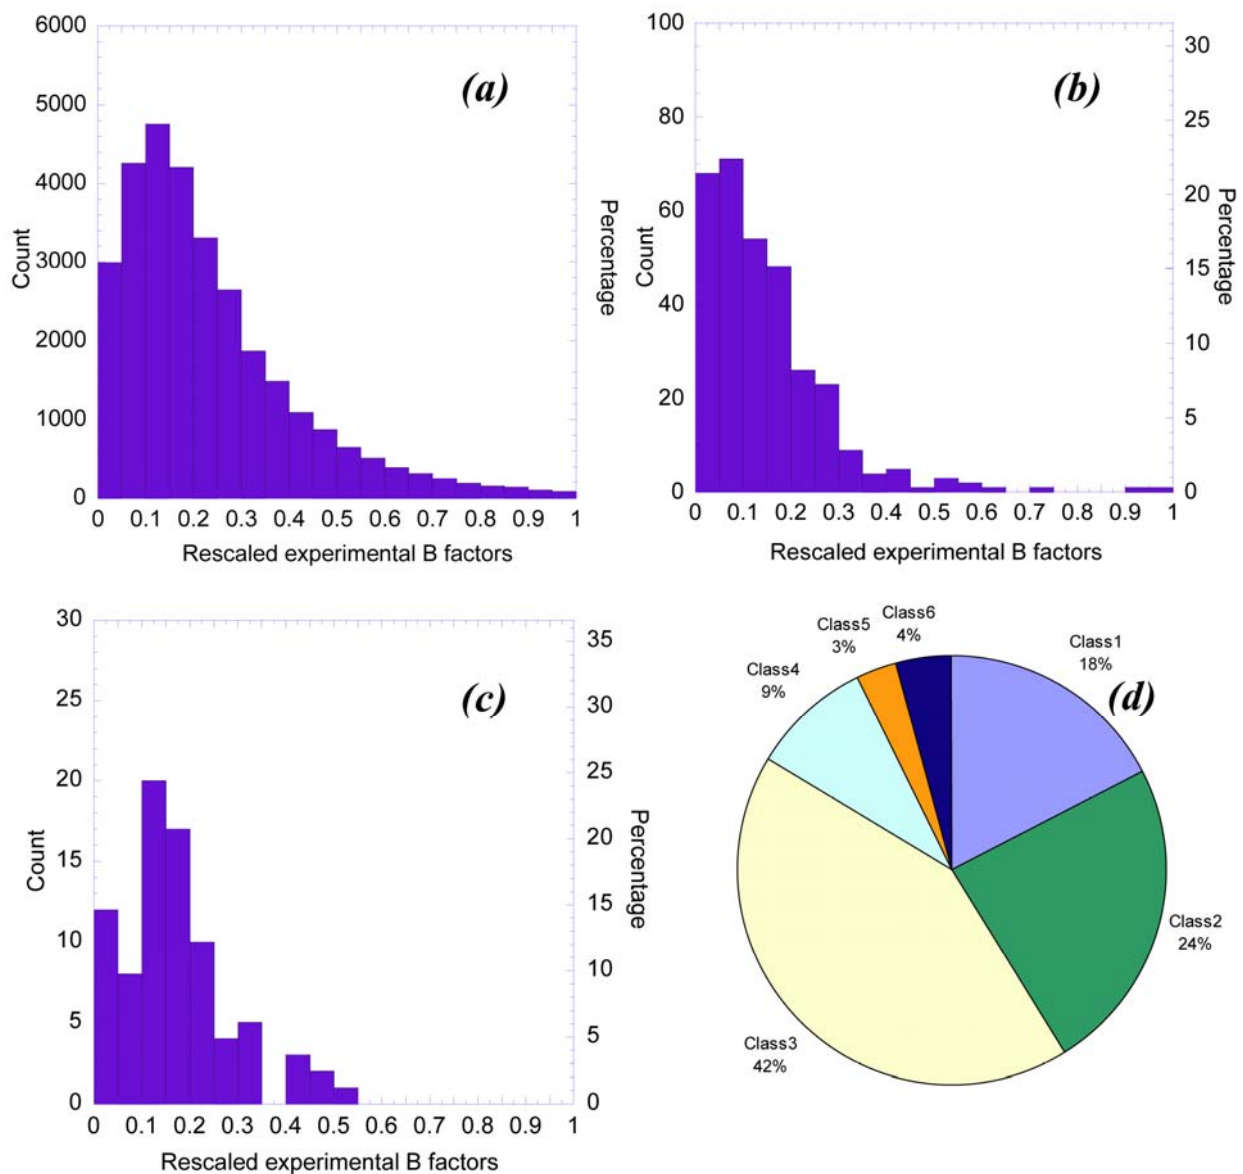 (a)
6000
5000
4000
3000
2000
1000
0
Count
Percentage
0 0.1 0.2 0.3 0.4 0.5 0.6 0.7 0.8 0.9 1
Rescaled experimental B factors
(b)
100
80
60
40
20
0
Count
30
25
20
15
10
5
0
Percentage
0 0.1 0.2 0.3 0.4 0.5 0.6 0.7 0.8 0.9 1
Rescaled experimental B factors
(c)
30
25
20
15
10
5
0
Count
35
30
25
20
15
10
5
0
Percentage
0 0.1 0.2 0.3 0.4 0.5 0.6 0.7 0.8 0.9 1
Rescaled experimental B factors
(d)
Class1
18%
Class2
24%
Class3
42%
Class4
9%
Class5
3%
Class6
4%